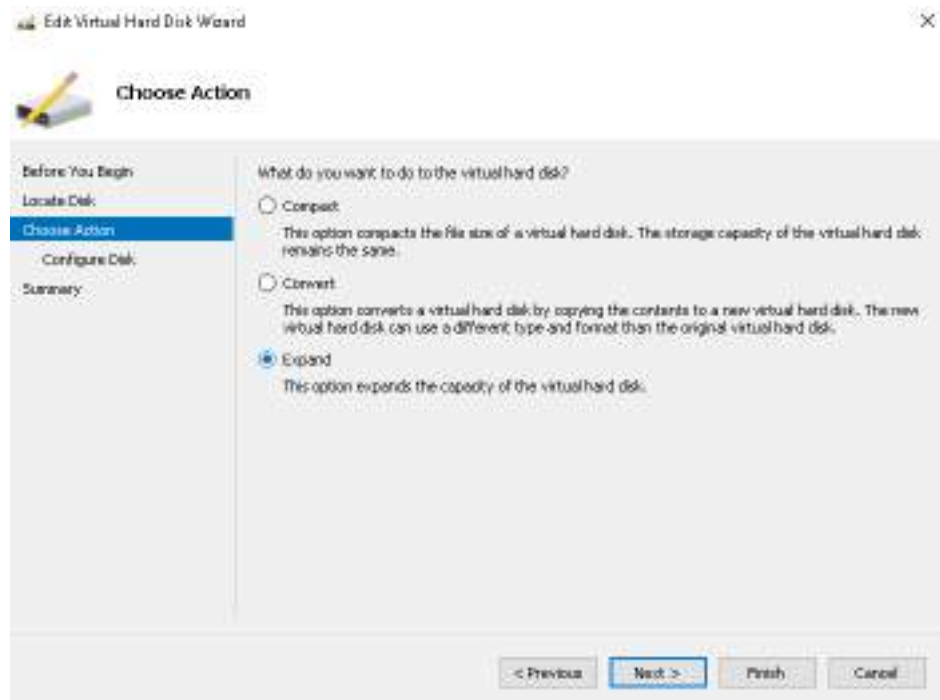 Edit Virtual Hard Disk Wizard
Choose Action
Before You Begin
Locate Disk
Choose Action
Configure Disk
Summary
What do you want to do to the virtual hard disk?
Compact
This option compacts the file size of a virtual hard disk. The storage capacity of the virtual hard disk
remains the same.
Convert
This option converts a virtual hard disk by copying the contents to a new virtual hard disk. The new
virtual hard disk can use a different type and format than the original virtual hard disk.
Expand
This option expands the capacity of the virtual hard disk.
< Previous
Next >
Finish
Cancel